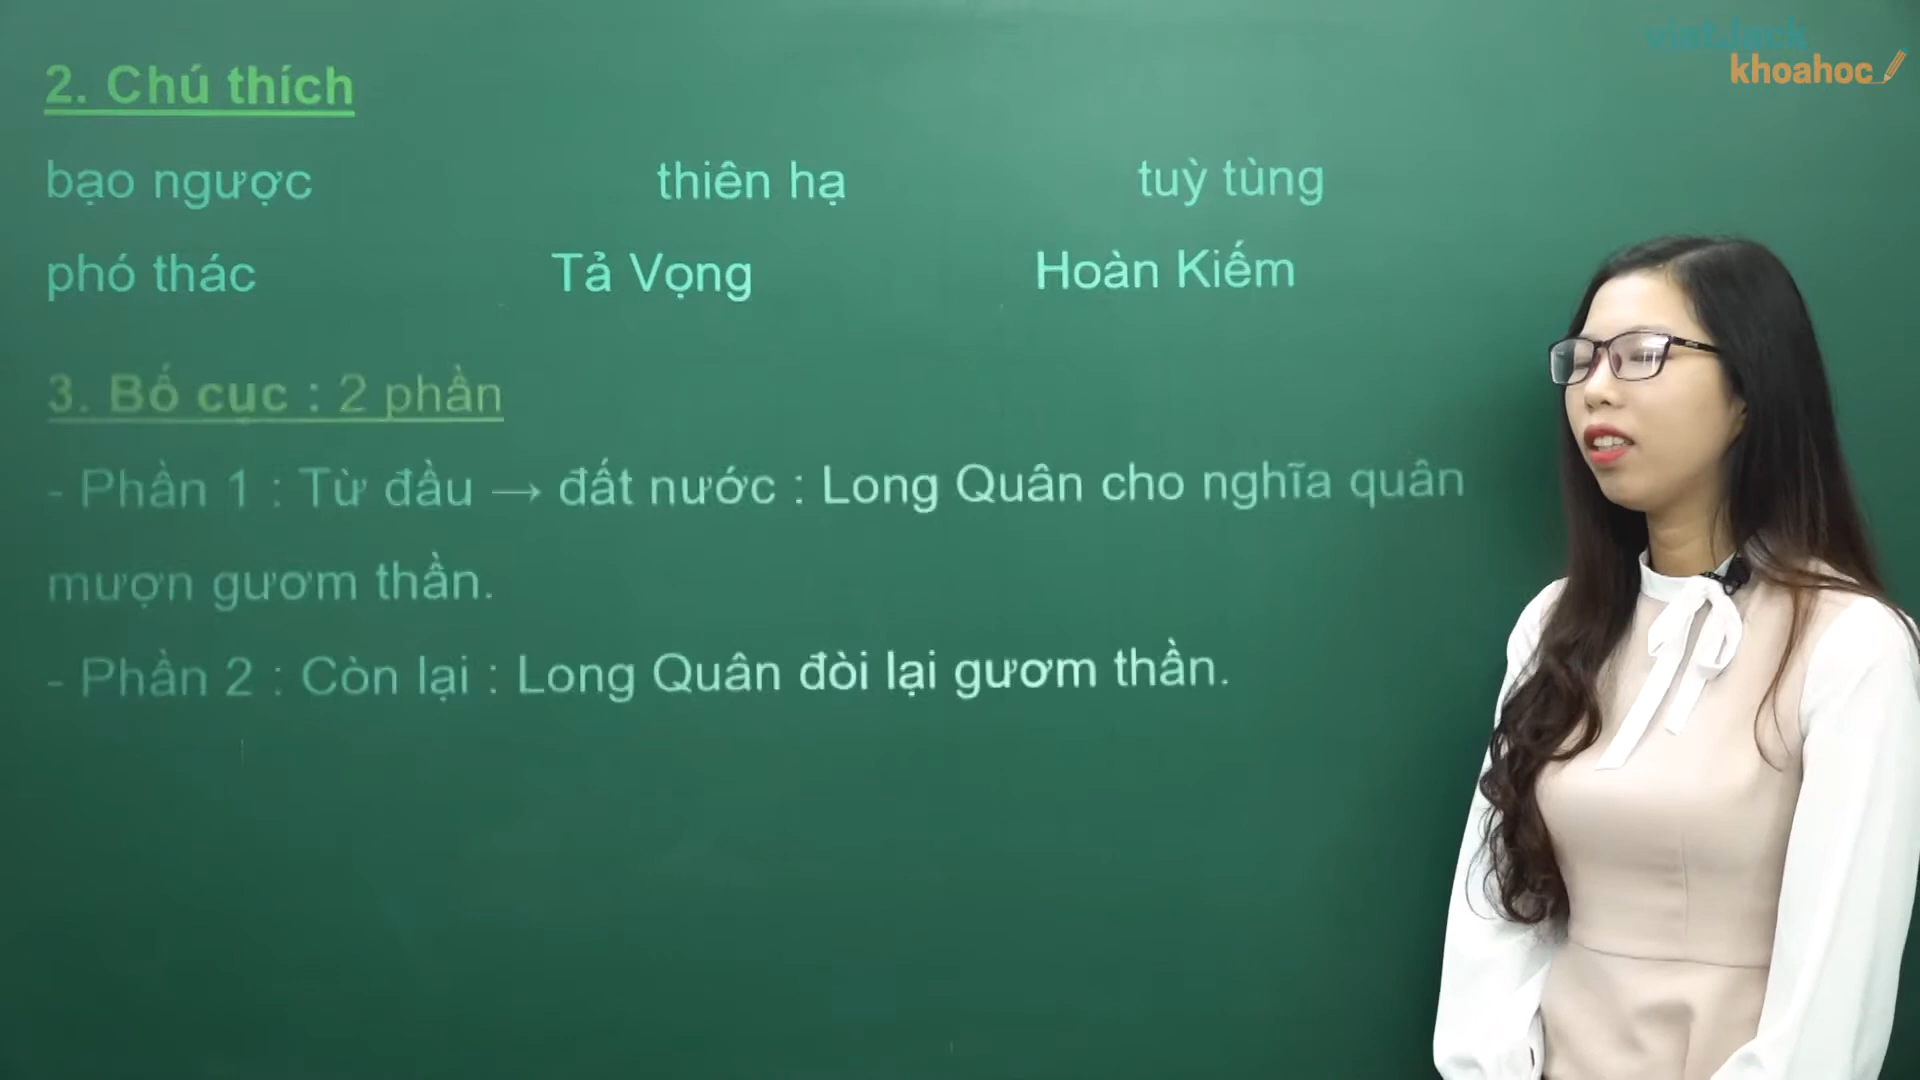 vietJack
khoahoc
2. Chú thích
bạo ngược thiên hạ tuỳ tùng
phó thác Tả Vọng Hoàn Kiếm
3. Bố cục : 2 phần
- Phần 1 : Từ đầu → đất nước : Long Quân cho nghĩa quân
mượn gươm thần.
- Phần 2 : Còn lại : Long Quân đòi lại gươm thần.